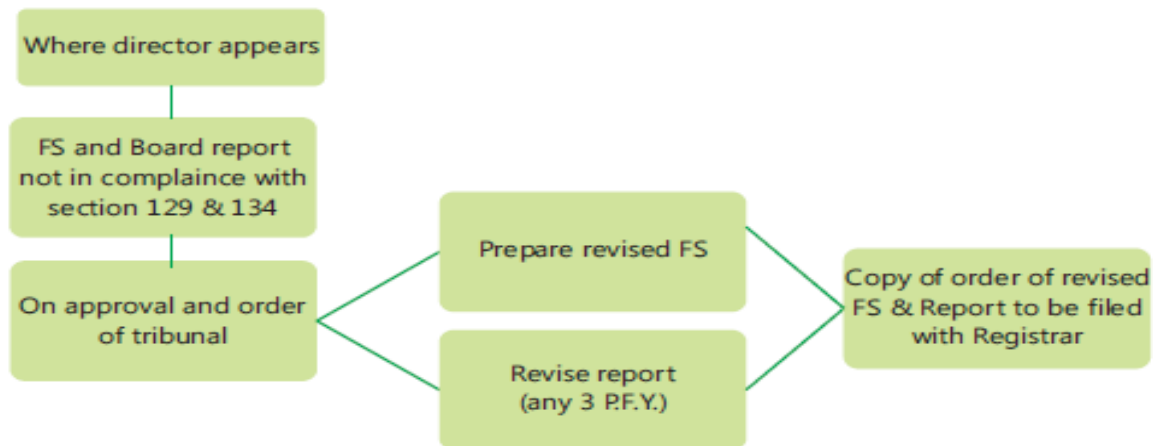 Where director appears
FS and Board report
not in complaince with
section 129 & 134
On approval and order
of tribunal
Prepare revised FS
Revise report
(any 3 P.F.Y.)
Copy of order of revised
FS & Report to be filed
with Registrar